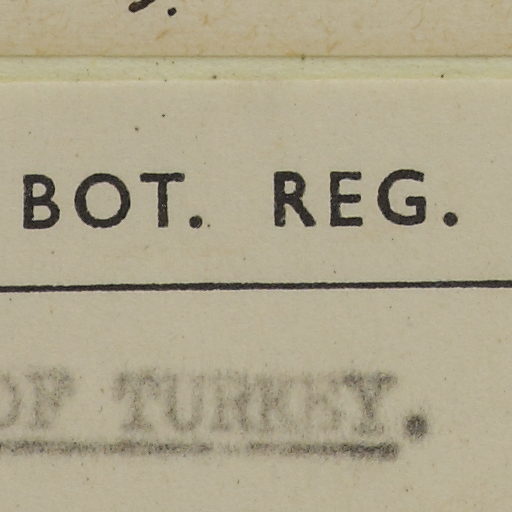 BOT. REG.
OF TURKEY.